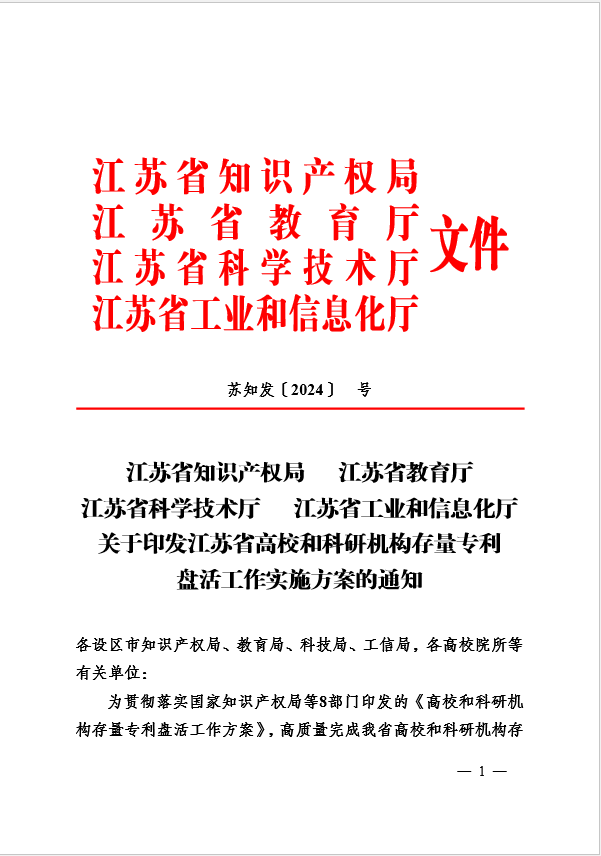 江苏省知识产权局
江苏省教育厅
江苏省科学技术厅
江苏省工业和信息化厅
文件
苏知发〔2024〕 号
江苏省知识产权局 江苏省教育厅
江苏省科学技术厅 江苏省工业和信息化厅
关于印发江苏省高校和科研机构存量专利
盘活工作实施方案的通知
各设区市知识产权局、教育局、科技局、工信局，各高校院所等
有关单位：
为贯彻落实国家知识产权局等8部门印发的《高校和科研机
构存量专利盘活工作方案》，高质量完成我省高校和科研机构存
— 1 —